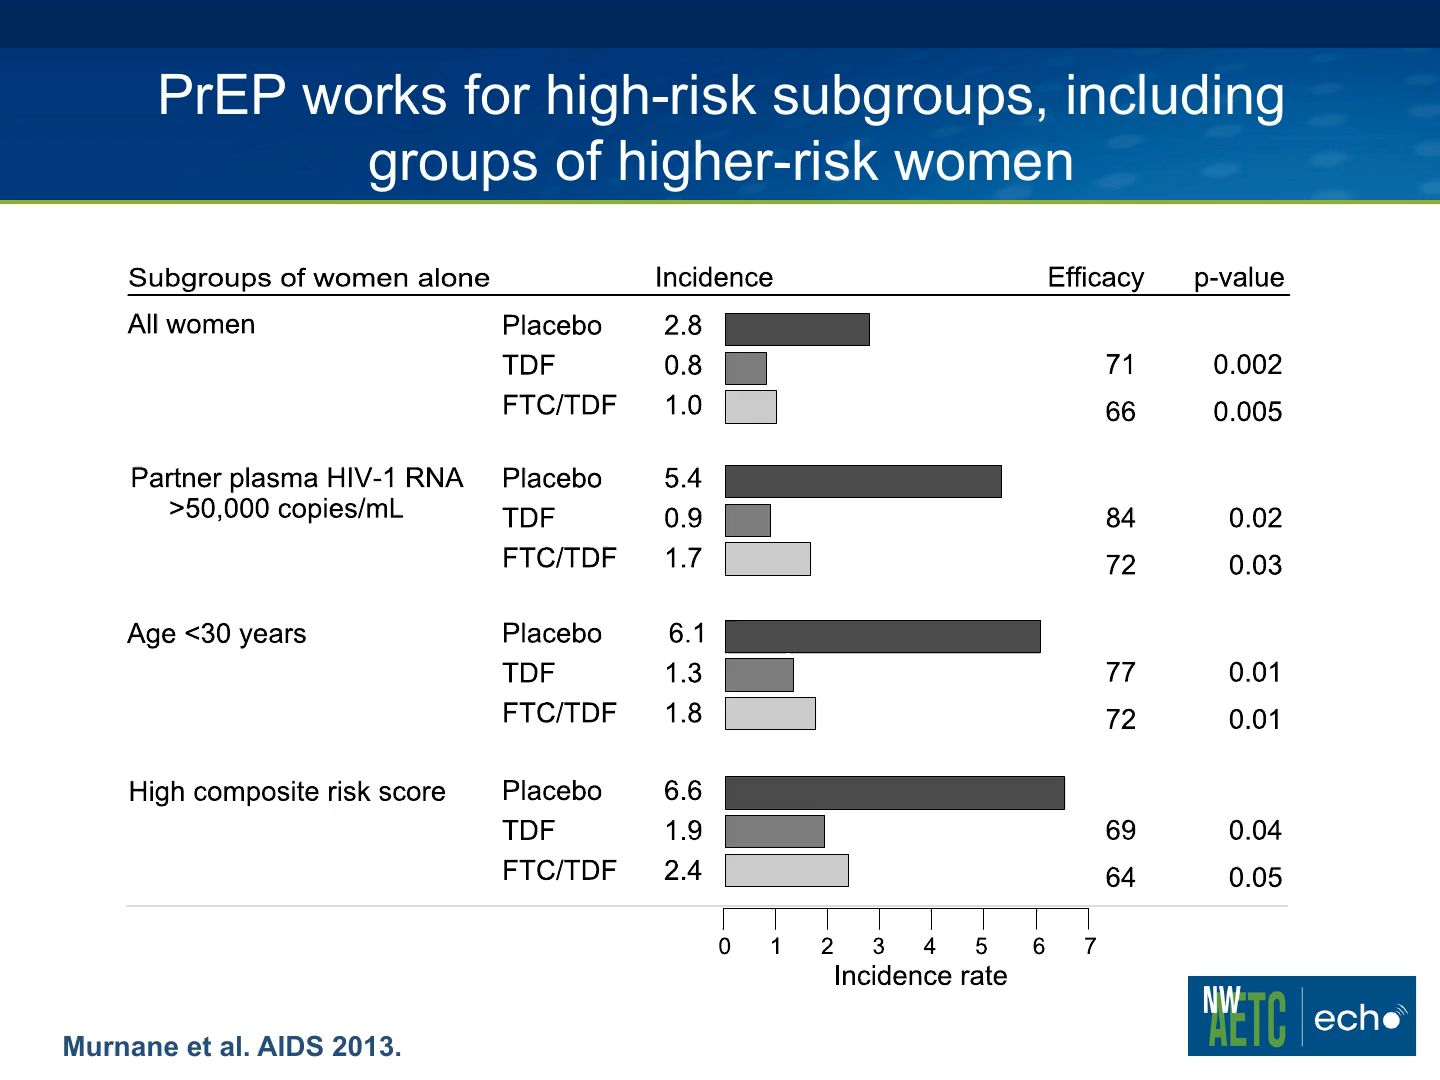 PrEP works for high-risk subgroups, including
groups of higher-risk women
Subgroups of women alone Incidence Efficacy p-value
All women Placebo 2.8
TDF 0.8 71 0.002
FTC/TDF 1.0 66 0.005
Partner plasma HIV-1 RNA Placebo 5.4
>50,000 copies/mL
TDF 0.9 84 0.02
FTC/TDF 1.7 72 0.03
Age <30 years Placebo 6.1
TDF 1.3 77 0.01
FTC/TDF 1.8 72 0.01
High composite risk score Placebo 6.6
TDF 1.9 69 0.04
FTC/TDF 2.4 64 0.05
0 1 2 3 4 5 6 7
Incidence rate
NW AETC echo
Murnane et al. AIDS 2013.